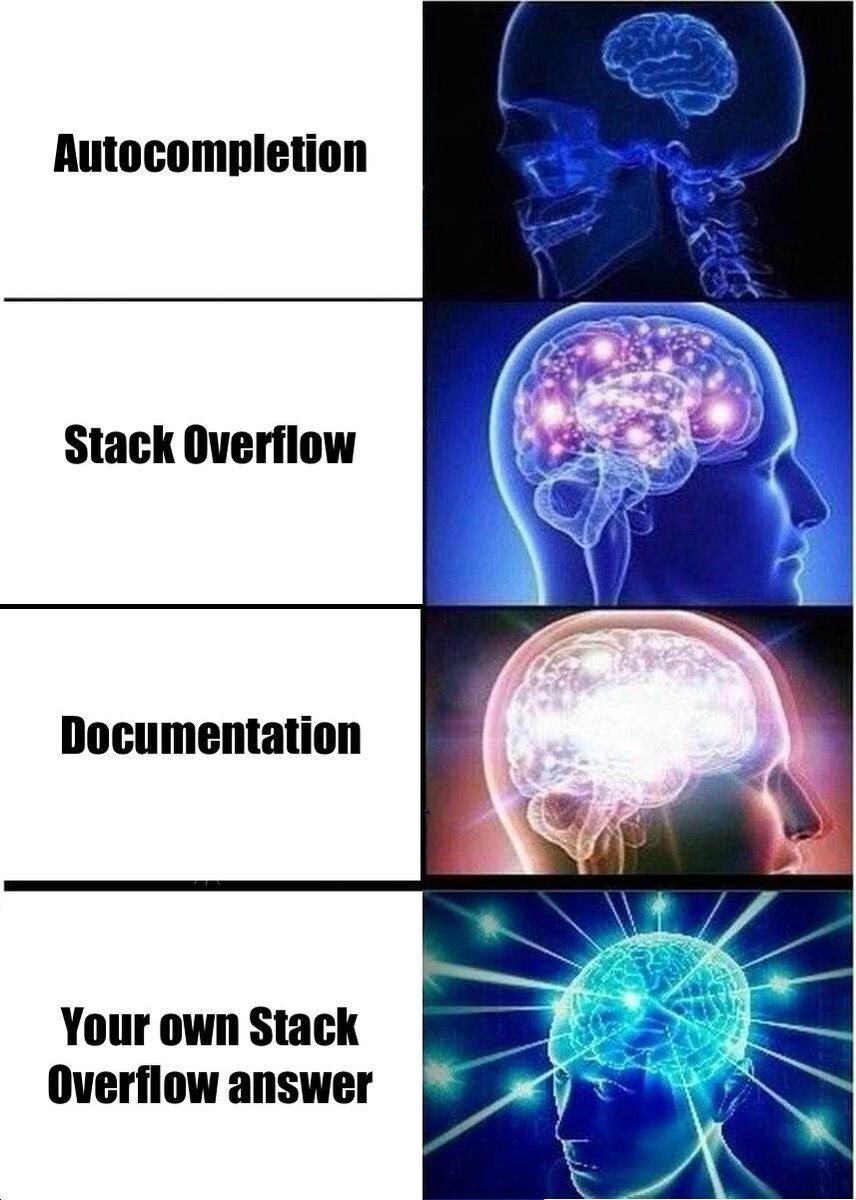 Autocompletion
Stack Overflow
Documentation
Your own Stack
Overflow answer